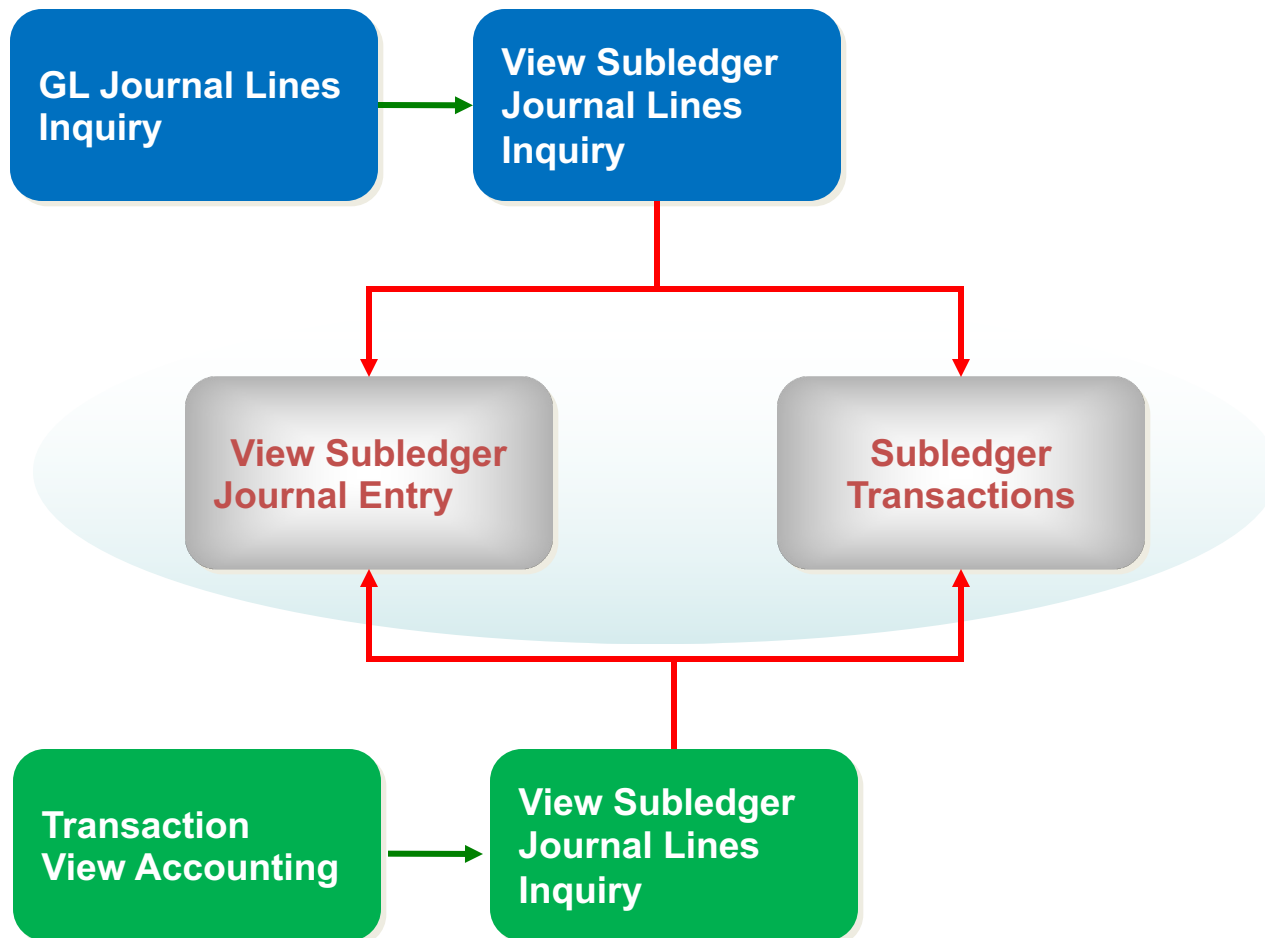 GL Journal Lines
Inquiry
View Subledger
Journal Lines
Inquiry
View Subledger
Journal Entry
Subledger
Transactions
Transaction
View Accounting
View Subledger
Journal Lines
Inquiry